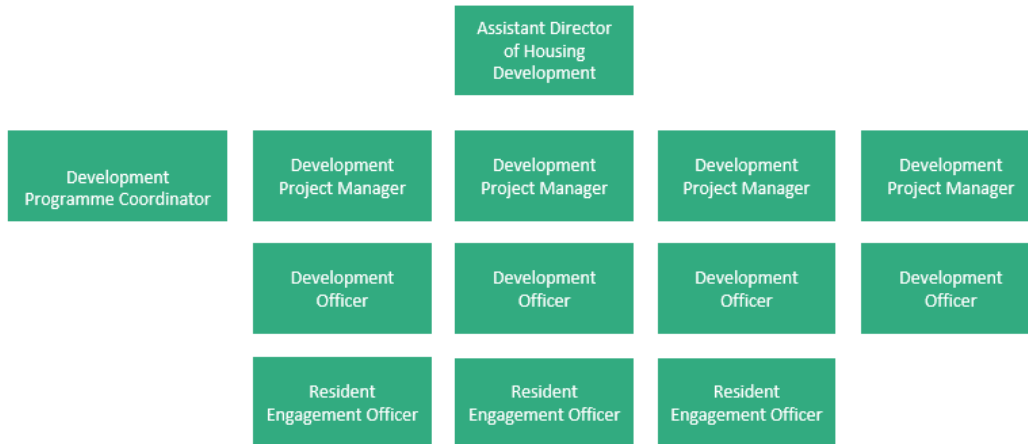 Assistant Director
of Housing
Development
Development
Programme Coordinator
Development
Project Manager
Development
Project Manager
Development
Project Manager
Development
Project Manager
Development
Officer
Development
Officer
Development
Officer
Development
Officer
Resident
Engagement Officer
Resident
Engagement Officer
Resident
Engagement Officer